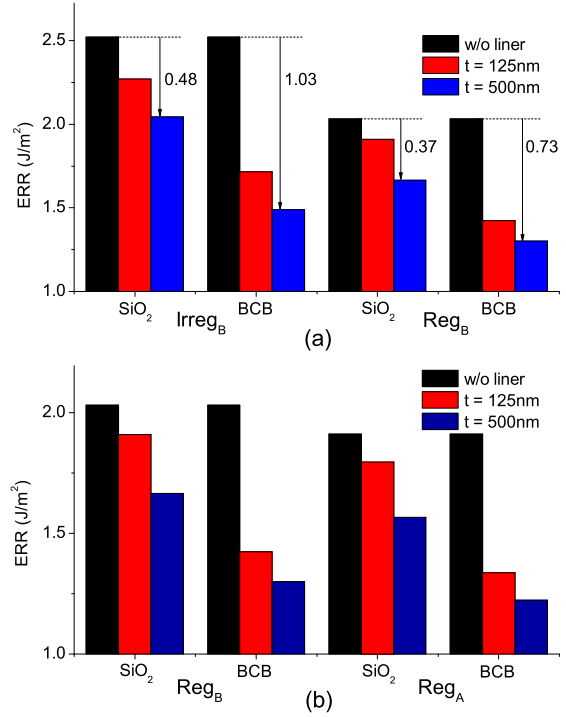 2.5
2.0
1.5
1.0
ERR (J/m²)
w/o liner
t = 125nm
t = 500nm
0.48
1.03
0.37
0.73
SiO₂
BCB
SiO₂
BCB
Irreg_B
Reg_B
(a)
2.0
1.5
1.0
ERR (J/m²)
w/o liner
t = 125nm
t = 500nm
SiO₂
BCB
SiO₂
BCB
Reg_B
Reg_A
(b)